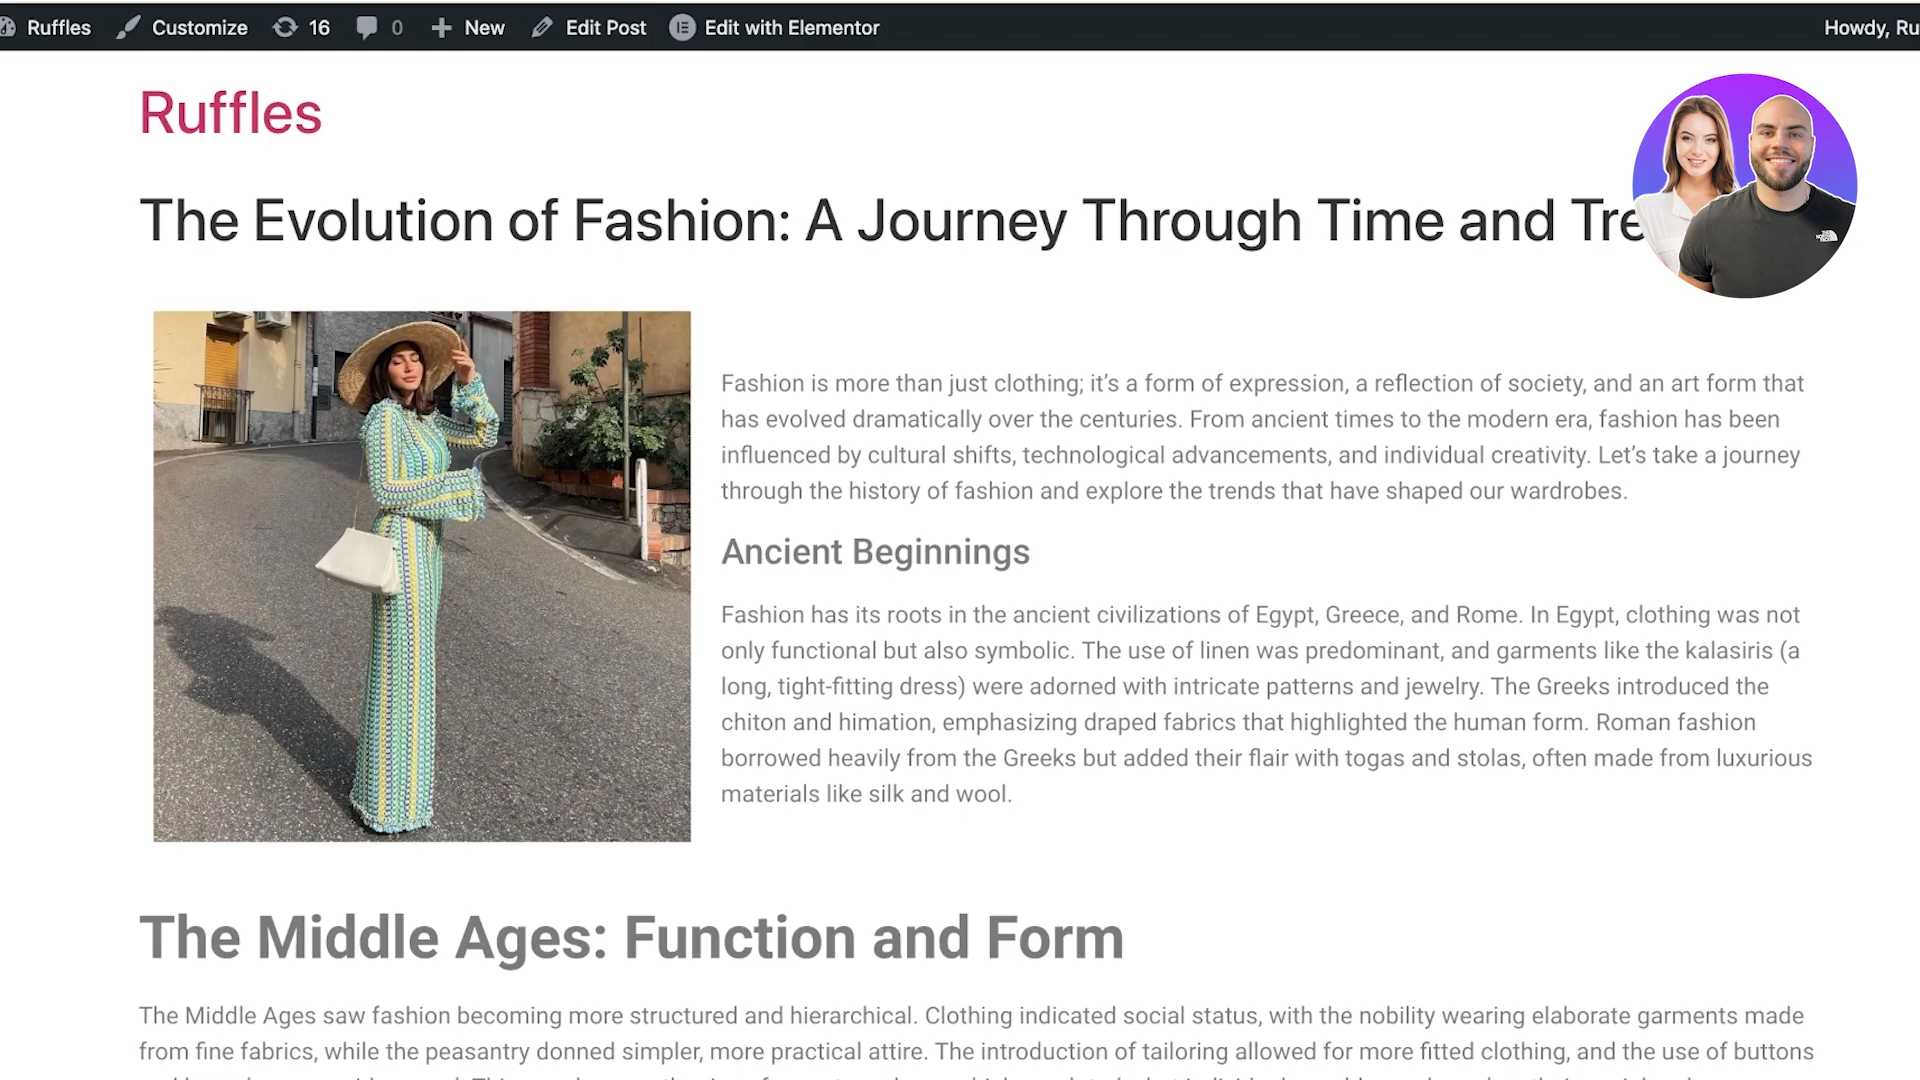 Ruffles Customize 16 0 New Edit Post Edit with Elementor Howdy, Ru
Ruffles
The Evolution of Fashion: A Journey Through Time and Tre
THE NORTH FACE
Fashion is more than just clothing; it’s a form of expression, a reflection of society, and an art form that
has evolved dramatically over the centuries. From ancient times to the modern era, fashion has been
influenced by cultural shifts, technological advancements, and individual creativity. Let’s take a journey
through the history of fashion and explore the trends that have shaped our wardrobes.
Ancient Beginnings
Fashion has its roots in the ancient civilizations of Egypt, Greece, and Rome. In Egypt, clothing was not
only functional but also symbolic. The use of linen was predominant, and garments like the kalasiris (a
long, tight-fitting dress) were adorned with intricate patterns and jewelry. The Greeks introduced the
chiton and himation, emphasizing draped fabrics that highlighted the human form. Roman fashion
borrowed heavily from the Greeks but added their flair with togas and stolas, often made from luxurious
materials like silk and wool.
The Middle Ages: Function and Form
The Middle Ages saw fashion becoming more structured and hierarchical. Clothing indicated social status, with the nobility wearing elaborate garments made
from fine fabrics, while the peasantry donned simpler, more practical attire. The introduction of tailoring allowed for more fitted clothing, and the use of buttons